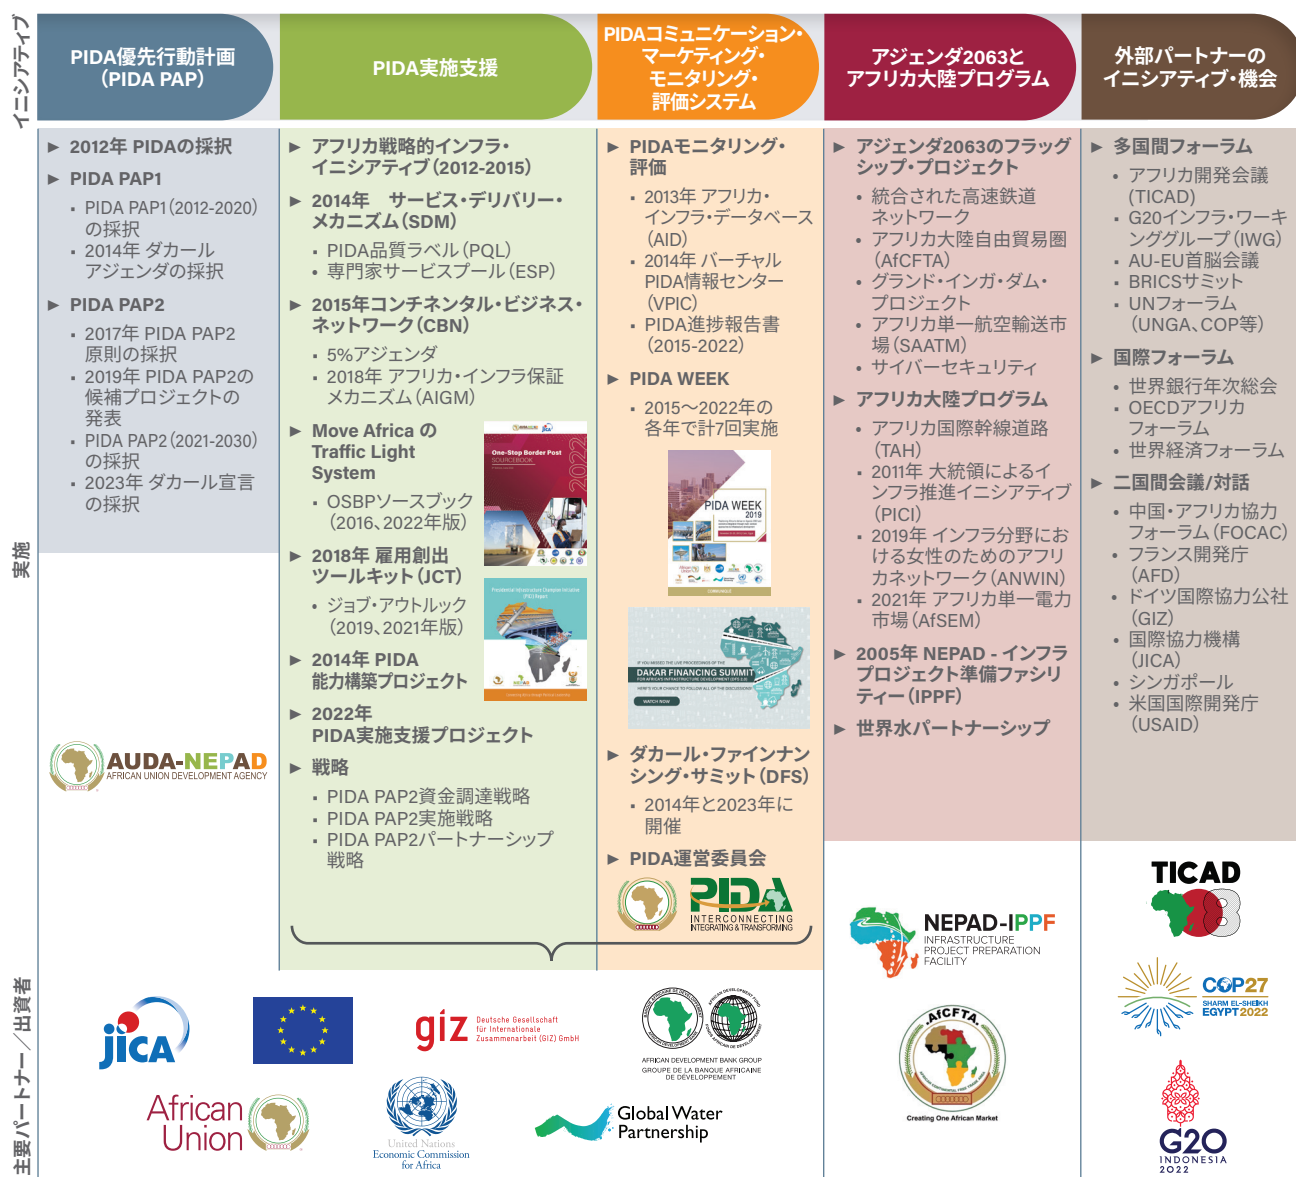 イニシアティブ
PIDA優先行動計画
（PIDA PAP）
PIDA実施支援
PIDAコミュニケーション・
マーケティング・
モニタリング・
評価システム
アジェンダ2063と
アフリカ大陸プログラム
外部パートナーの
イニシアティブ・機会
実施
► 2012年 PIDAの採択
► PIDA PAP1
▪ PIDA PAP1（2012-2020）
の採択
▪ 2014年 ダカール
アジェンダの採択
► PIDA PAP2
▪ 2017年 PIDA PAP2
原則の採択
▪ 2019年 PIDA PAP2の
候補プロジェクトの
発表
▪ PIDA PAP2（2021-2030）
の採択
▪ 2023年 ダカール宣言
の採択
AUDA-NEPAD
AFRICAN UNION DEVELOPMENT AGENCY
► アフリカ戦略的インフラ・
イニシアティブ（2012-2015）
► 2014年　サービス・デリバリー・
メカニズム（SDM）
▪ PIDA品質ラベル（PQL）
▪ 専門家サービスプール（ESP）
► 2015年コンチネンタル・ビジネス・
ネットワーク（CBN）
▪ 5%アジェンダ
▪ 2018年 アフリカ・インフラ保証
メカニズム（AIGM）
► Move Africa の
Traffic Light
System
▪ OSBPソースブック
（2016、2022年版）
► 2018年 雇用創出
ツールキット（JCT）
▪ ジョブ・アウトルック
（2019、2021年版）
► 2014年 PIDA
能力構築プロジェクト
► 2022年
PIDA実施支援プロジェクト
► 戦略
▪ PIDA PAP2資金調達戦略
▪ PIDA PAP2実施戦略
▪ PIDA PAP2パートナーシップ
戦略
One-Stop Border Post
SOURCEBOOK
2022
Presidential Infrastructure Champion Initiative
► PIDAモニタリング・
評価
▪ 2013年 アフリカ・
インフラ・データベース
（AID）
▪ 2014年 バーチャル
PIDA情報センター
（VPIC）
▪ PIDA進捗報告書
（2015-2022）
► PIDA WEEK
▪ 2015〜2022年の
各年で計7回実施
PIDA WEEK
2019
IF YOU MISSED THE LIVE PROCEEDINGS OF THE
DAKAR FINANCING SUMMIT
FOR AFRICA'S INFRASTRUCTURE DEVELOPMENT (DFS 2.0)
HERE'S YOUR CHANCE TO FOLLOW ALL OF THE DISCUSSIONS!
WATCH NOW
► ダカール・ファインナン
シング・サミット（DFS）
▪ 2014年と2023年に
開催
► PIDA運営委員会
PIDA
INTERCONNECTING
INTEGRATING & TRANSFORMING
► アジェンダ2063のフラッグ
シップ・プロジェクト
• 統合された高速鉄道
ネットワーク
• アフリカ大陸自由貿易圏
（AfCFTA）
• グランド・インガ・ダム・
プロジェクト
• アフリカ単一航空輸送市
場（SAATM）
• サイバーセキュリティ
► アフリカ大陸プログラム
• アフリカ国際幹線道路
（TAH）
• 2011年 大統領によるイ
ンフラ推進イニシアティブ
（PICI）
• 2019年 インフラ分野にお
ける女性のためのアフリ
カネットワーク（ANWIN）
• 2021年 アフリカ単一電力
市場（AfSEM）
► 2005年 NEPAD - インフラ
プロジェクト準備ファシリ
ティー（IPPF）
► 世界水パートナーシップ
NEPAD-IPPF
INFRASTRUCTURE
PROJECT PREPARATION
FACILITY
AfCFTA
AFRICAN CONTINENTAL FREE TRADE AREA
Creating One African Market
► 多国間フォーラム
• アフリカ開発会議
（TICAD）
• G20インフラ・ワーキ
ンググループ（IWG）
• AU-EU首脳会議
• BRICSサミット
• UNフォーラム
（UNGA、COP等）
► 国際フォーラム
• 世界銀行年次総会
• OECDアフリカ
フォーラム
• 世界経済フォーラム
► 二国間会議/対話
• 中国・アフリカ協力
フォーラム（FOCAC）
• フランス開発庁
（AFD）
• ドイツ国際協力公社
（GIZ）
• 国際協力機構
（JICA）
• シンガポール
• 米国国際開発庁
（USAID）
TICAD
8
COP27
SHARM EL-SHEIKH
EGYPT2022
G20
INDONESIA
2022
主要パートナー／出資者
jICA
giz
Deutsche Gesellschaft
für Internationale
Zusammenarbeit (GIZ) GmbH
AFRICAN DEVELOPMENT BANK GROUP
GROUPE DE LA BANQUE AFRICAINE
DE DÉVELOPPEMENT
African
Union
United Nations
Economic Commission
for Africa
Global Water
Partnership